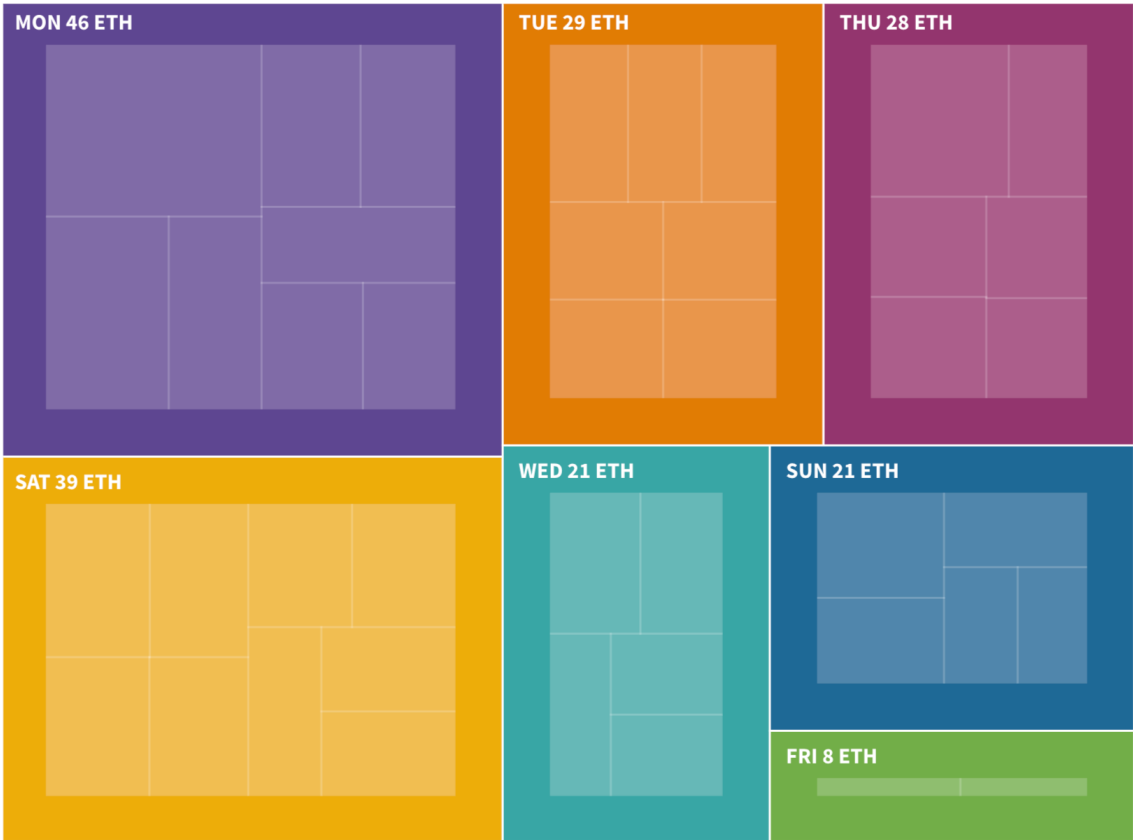 MON 46 ETH
TUE 29 ETH
THU 28 ETH
SAT 39 ETH
WED 21 ETH
SUN 21 ETH
FRI 8 ETH